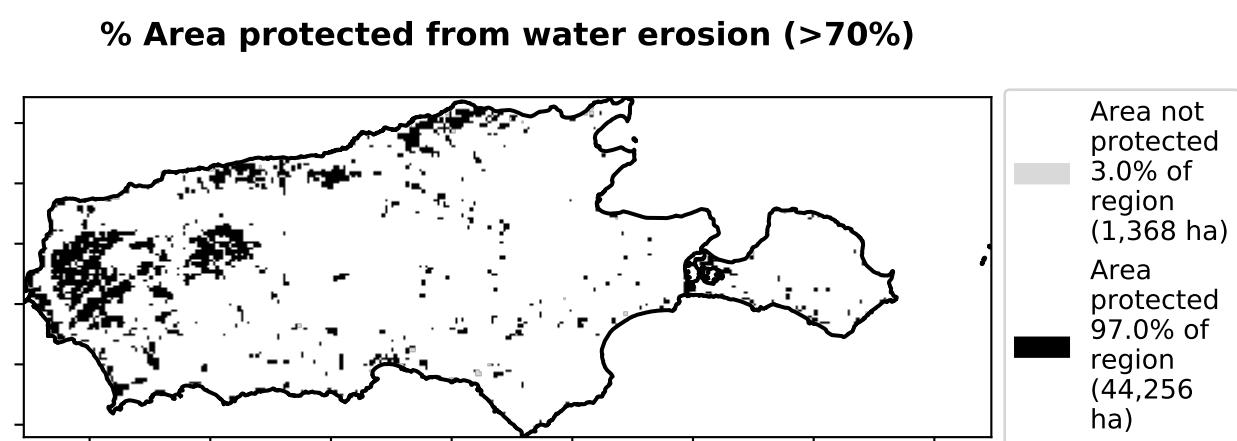 % Area protected from water erosion (>70%)
Area not
protected
3.0% of
region
(1,368 ha)
Area
protected
97.0% of
region
(44,256
ha)